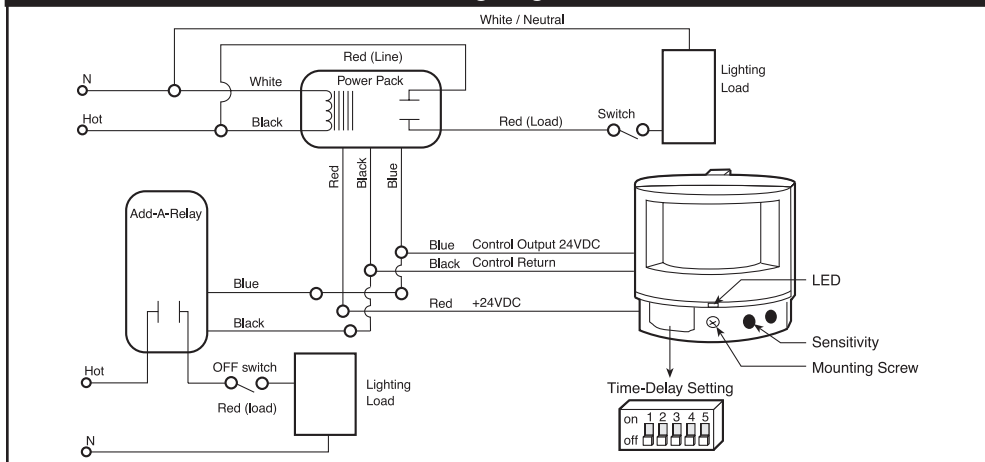 White / Neutral
Red (Line)
Power Pack
N
White
Hot
Black
Red (Load)
Switch
Lighting
Load
Red
Black
Blue
Add-A-Relay
Blue
Control Output 24VDC
Black
Control Return
Blue
Red
+24VDC
Black
LED
Sensitivity
Mounting Screw
Hot
OFF switch
Red (load)
Lighting
Load
N
Time-Delay Setting
on 1 2 3 4 5
off